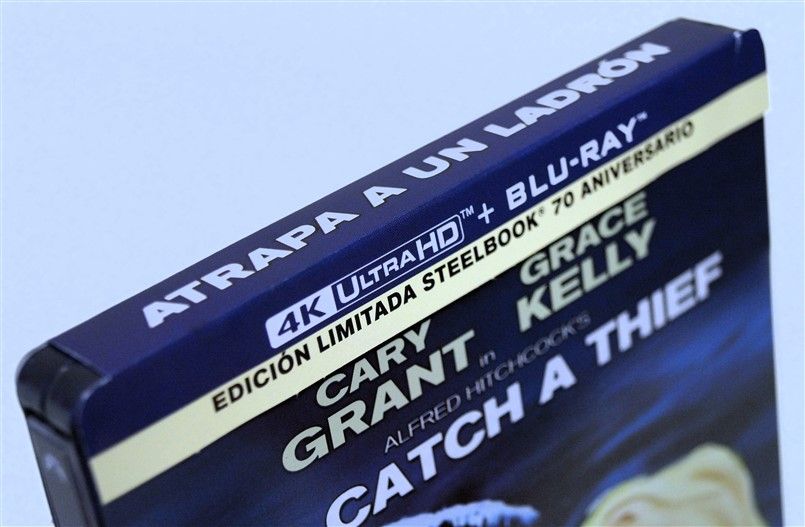 ATRAPA A UN LADRÓN
4K ULTRAHD™ + BLU-RAY™
EDICIÓN LIMITADA STEELBOOK® 70 ANIVERSARIO
CARY GRANT in
GRACE KELLY
ALFRED HITCHCOCK'S
CATCH A THIEF